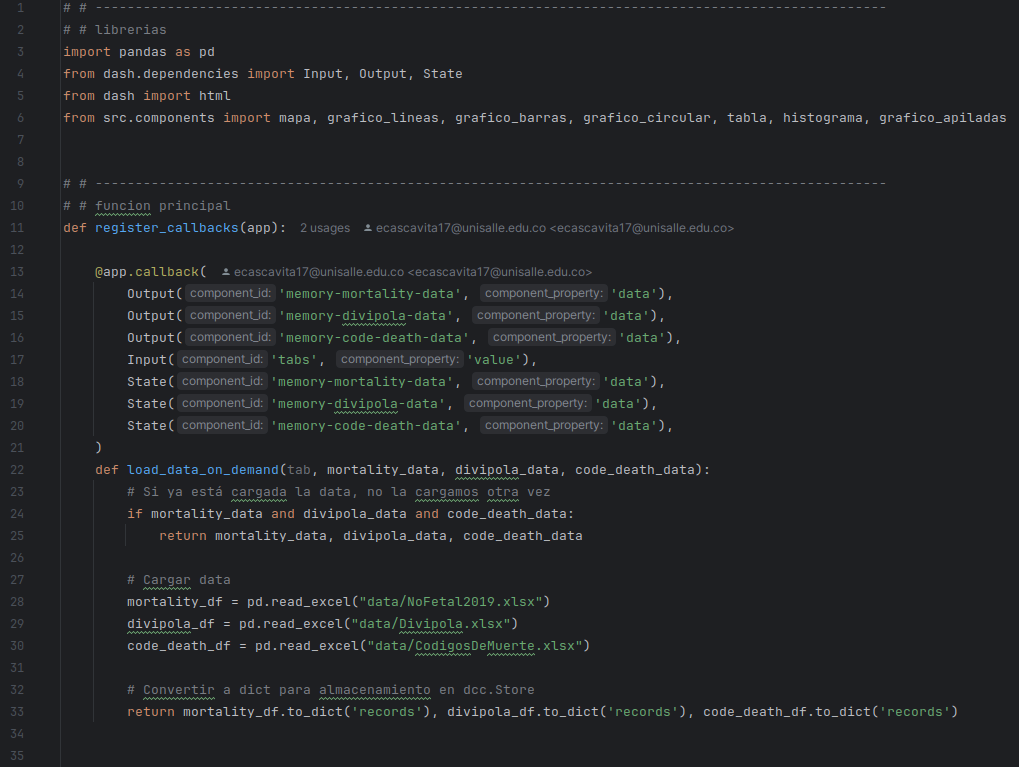 1 # # ---------------------------------------------------------------------------------------------------
2 # # librerias
3 import pandas as pd
4 from dash.dependencies import Input, Output, State
5 from dash import html
6 from src.components import mapa, grafico_lineas, grafico_barras, grafico_circular, tabla, histograma, grafico_apiladas
7
8
9 # # ---------------------------------------------------------------------------------------------------
10 # # funcion principal
11 def register_callbacks(app): 2 usages ecascavita17@unisalle.edu.co <ecascavita17@unisalle.edu.co>
12
13 @app.callback( ecascavita17@unisalle.edu.co <ecascavita17@unisalle.edu.co>
14 Output( component_id: 'memory-mortality-data', component_property: 'data'),
15 Output( component_id: 'memory-divipola-data', component_property: 'data'),
16 Output( component_id: 'memory-code-death-data', component_property: 'data'),
17 Input( component_id: 'tabs', component_property: 'value'),
18 State( component_id: 'memory-mortality-data', component_property: 'data'),
19 State( component_id: 'memory-divipola-data', component_property: 'data'),
20 State( component_id: 'memory-code-death-data', component_property: 'data'),
21 )
22 def load_data_on_demand(tab, mortality_data, divipola_data, code_death_data):
23 # Si ya está cargada la data, no la cargamos otra vez
24 if mortality_data and divipola_data and code_death_data:
25 return mortality_data, divipola_data, code_death_data
26
27 # Cargar data
28 mortality_df = pd.read_excel("data/NoFetal2019.xlsx")
29 divipola_df = pd.read_excel("data/Divipola.xlsx")
30 code_death_df = pd.read_excel("data/CodigosDeMuerte.xlsx")
31
32 # Convertir a dict para almacenamiento en dcc.Store
33 return mortality_df.to_dict('records'), divipola_df.to_dict('records'), code_death_df.to_dict('records')
34
35